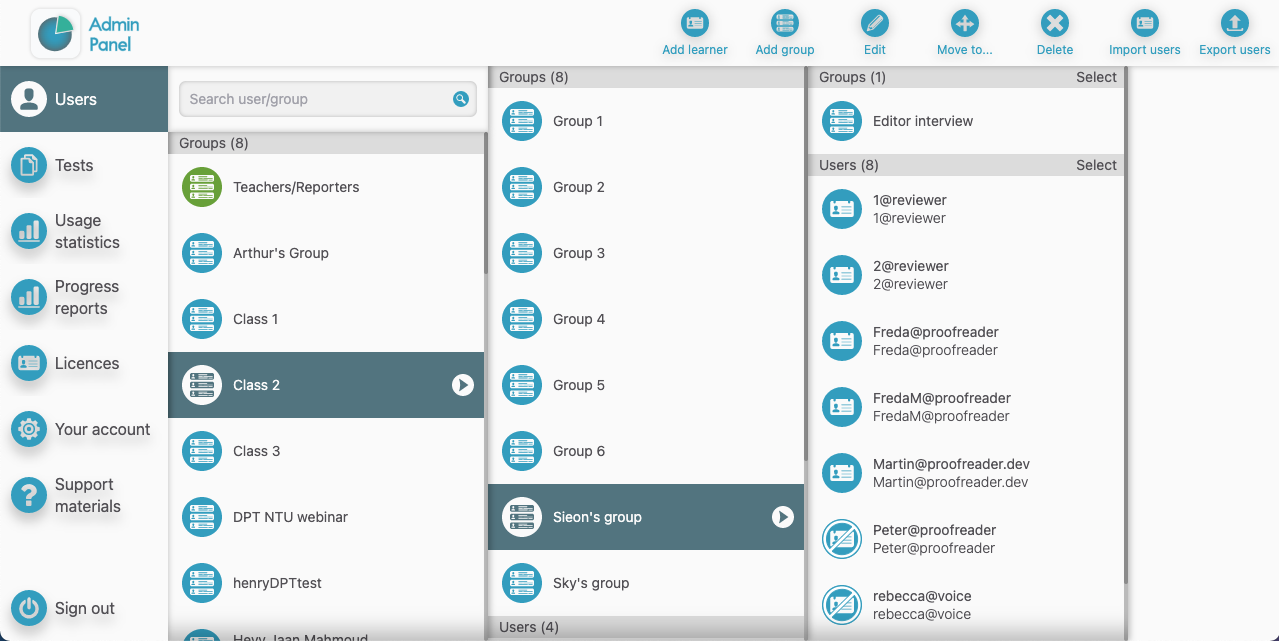 Admin
Panel
Add learner
Add group
Edit
Move to...
Delete
Import users
Export users
Users
Tests
Usage
statistics
Progress
reports
Licences
Your account
Support
materials
Sign out
Search user/group
Groups (8)
Teachers/Reporters
Arthur's Group
Class 1
Class 2
Class 3
DPT NTU webinar
henryDPTtest
Hevy Jaan Mahmoud
Groups (8)
Group 1
Group 2
Group 3
Group 4
Group 5
Group 6
Sieon's group
Sky's group
Users (4)
Groups (1) Select
Editor interview
Users (8) Select
1@reviewer
1@reviewer
2@reviewer
2@reviewer
Freda@proofreader
Freda@proofreader
FredaM@proofreader
FredaM@proofreader
Martin@proofreader.dev
Martin@proofreader.dev
Peter@proofreader
Peter@proofreader
rebecca@voice
rebecca@voice